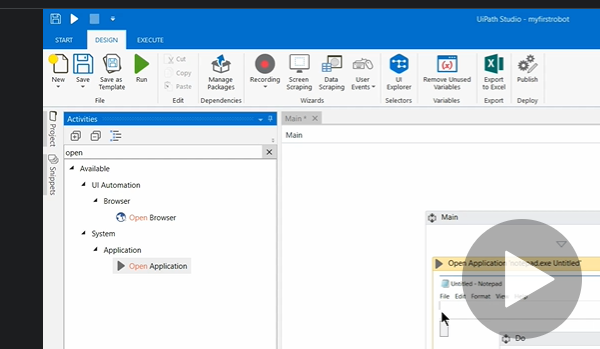 UiPath Studio - myfirstrobot
START DESIGN EXECUTE
New Save Save as Template Run Cut Copy Paste Manage Packages Recording Screen Scraping Data Scraping User Events UI Explorer Remove Unused Variables Export to Excel Publish
File Edit Dependencies Wizards Selectors Variables Export Deploy
Project
Snippets
Activities
open
Available
UI Automation
Browser
Open Browser
System
Application
Open Application
Main *
Main
Main
Open Application "notepad.exe Untitled"
Untitled - Notepad
File Edit Format View Help
Do